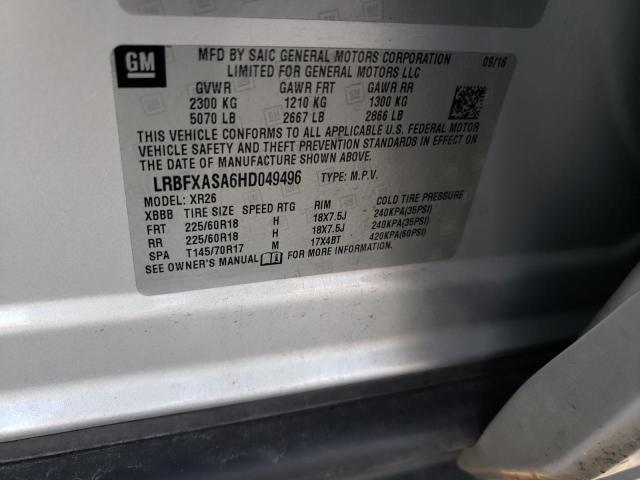 GM
MFD BY SAIC GENERAL MOTORS CORPORATION 09/16
LIMITED FOR GENERAL MOTORS LLC
GVWR GAWR FRT GAWR RR
2300 KG 1210 KG 1300 KG
5070 LB 2667 LB 2866 LB
THIS VEHICLE CONFORMS TO ALL APPLICABLE U.S. FEDERAL MOTOR
VEHICLE SAFETY AND THEFT PREVENTION STANDARDS IN EFFECT ON
THE DATE OF MANUFACTURE SHOWN ABOVE.
LRBFXASA6HD049496 TYPE: M.P.V.
MODEL: XR26
XBBB TIRE SIZE SPEED RTG RIM COLD TIRE PRESSURE
FRT 225/60R18 H 18X7.5J 240KPA(35PSI)
RR 225/60R18 H 18X7.5J 240KPA(35PSI)
SPA T145/70R17 M 17X4BT 420KPA(60PSI)
SEE OWNER'S MANUAL FOR MORE INFORMATION.